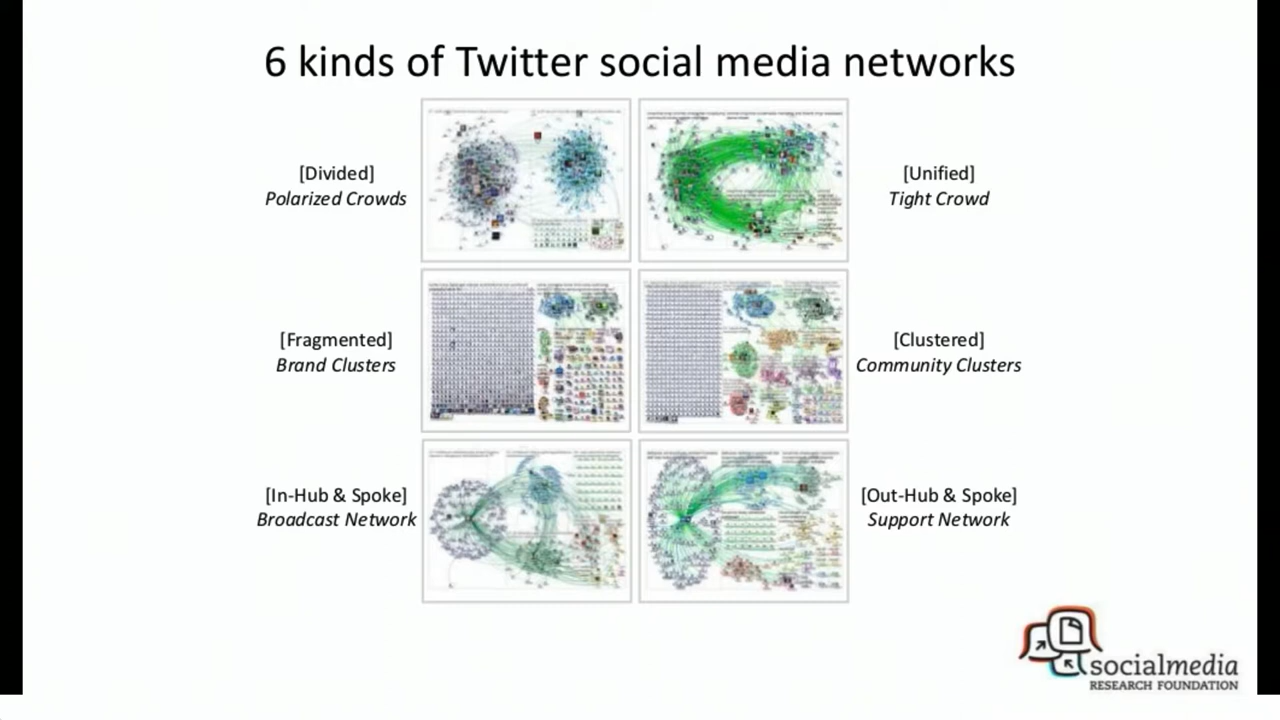 6 kinds of Twitter social media networks
[Divided]
Polarized Crowds
[Unified]
Tight Crowd
[Fragmented]
Brand Clusters
[Clustered]
Community Clusters
[In-Hub & Spoke]
Broadcast Network
[Out-Hub & Spoke]
Support Network
socialmedia
RESEARCH FOUNDATION